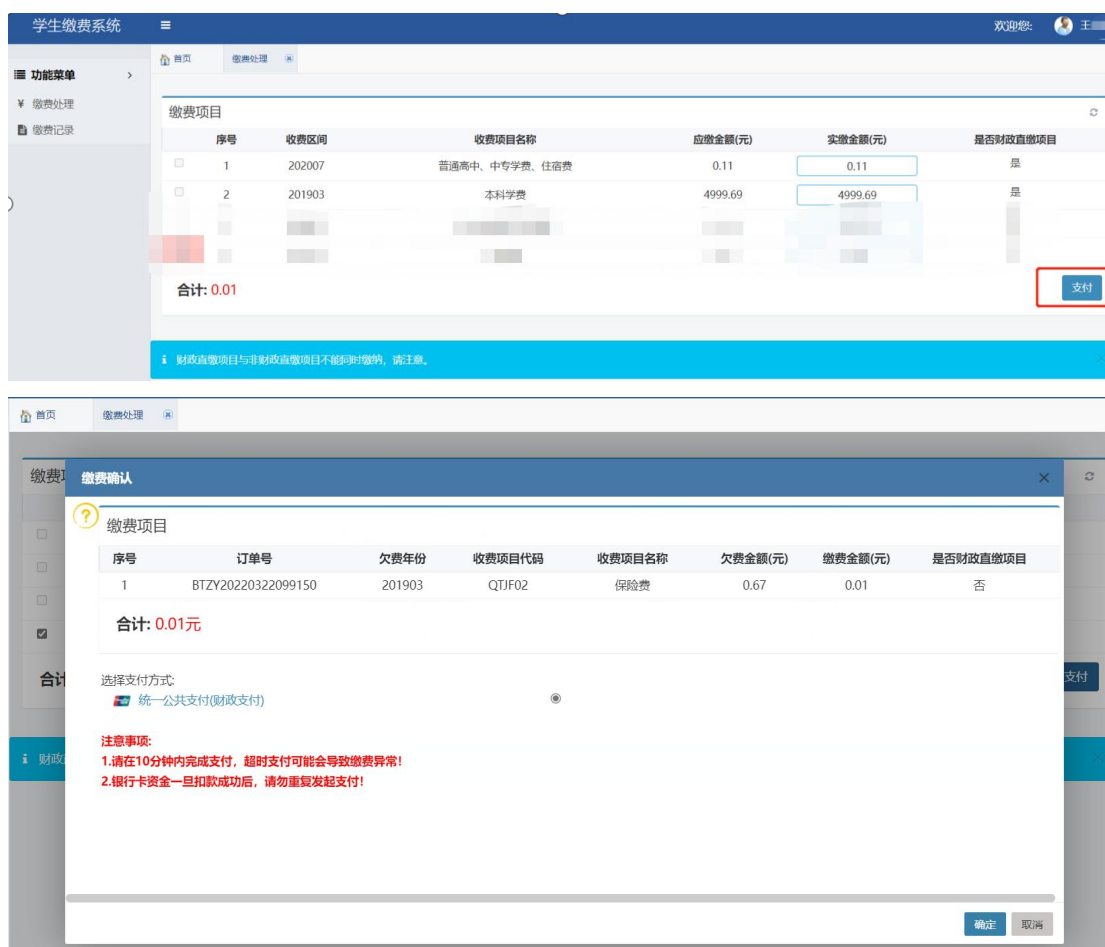 学生缴费系统 欢迎您: 王
首页 缴费处理
功能菜单
¥ 缴费处理
缴费记录
缴费项目
序号 收费区间 收费项目名称 应缴金额(元) 实缴金额(元) 是否财政直缴项目
1 202007 普通高中、中专学费、住宿费 0.11 0.11 是
2 201903 本科学费 4999.69 4999.69 是
合计: 0.01 支付
财政直缴项目与非财政直缴项目不能同时缴纳，请注意。
首页 缴费处理
缴费
缴费确认
缴费项目
序号 订单号 欠费年份 收费项目代码 收费项目名称 欠费金额(元) 缴费金额(元) 是否财政直缴项目
1 BTZY20220322099150 201903 QTJF02 保险费 0.67 0.01 否
合计: 0.01元
合计 支付
选择支付方式:
统一公共支付(财政支付)
注意事项:
财政
1.请在10分钟内完成支付，超时支付可能会导致缴费异常!
2.银行卡资金一旦扣款成功后，请勿重复发起支付!
确定 取消